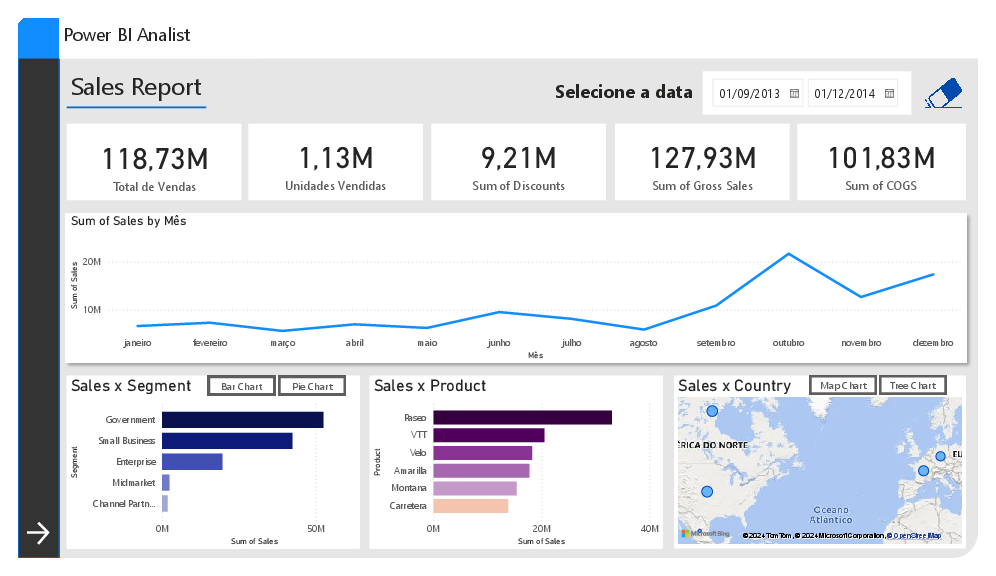 Power BI Analist
Sales Report
Selecione a data
01/09/2013
01/12/2014
118,73M
Total de Vendas
1,13M
Unidades Vendidas
9,21M
Sum of Discounts
127,93M
Sum of Gross Sales
101,83M
Sum of COGS
Sum of Sales by Mês
Sum of Sales
20M
10M
janeiro fevereiro março abril maio junho julho agosto setembro outubro novembro dezembro
Mês
Sales x Segment
Bar Chart
Pie Chart
Segment
Government
Small Business
Enterprise
Midmarket
Channel Partn...
0M 50M
Sum of Sales
Sales x Product
Product
Paseo
VTT
Velo
Amarilla
Montana
Carretera
0M 20M 40M
Sum of Sales
Sales x Country
Map Chart
Tree Chart
ÉRICA DO NORTE
EU
Oceano
Atlântico
Microsoft Bing
© 2024 TomTom, © 2024 Microsoft Corporation, © OpenStreetMap